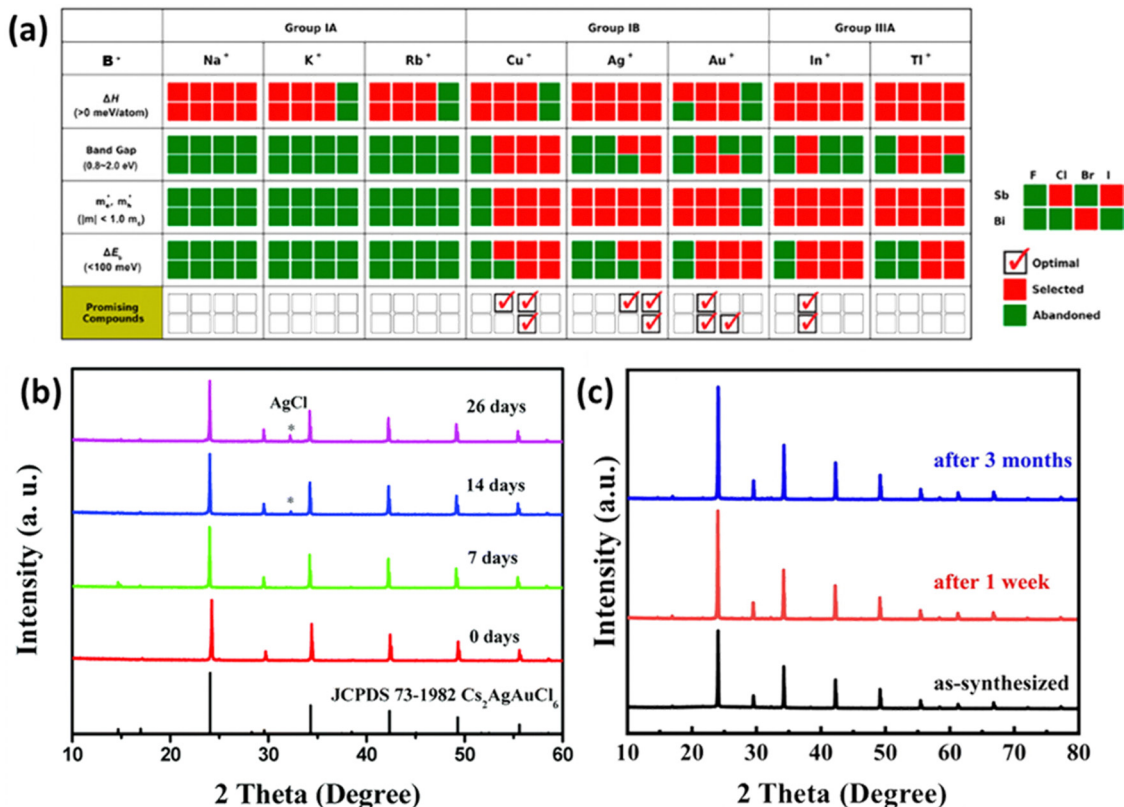 (a)
Group IA Group IB Group IIIA
B⁺ Na⁺ K⁺ Rb⁺ Cu⁺ Ag⁺ Au⁺ In⁺ Tl⁺
ΔH
(>0 meV/atom)
Band Gap
(0.8~2.0 eV)
mₑ*, mₕ*
(|m| < 1.0 mₑ)
ΔE_b
(<100 meV)
Promising
Compounds
F Cl Br I
Sb
Bi
Optimal
Selected
Abandoned
(b)
AgCl
*
26 days
*
14 days
7 days
0 days
JCPDS 73-1982 Cs₂AgAuCl₆
Intensity (a. u.)
10 20 30 40 50 60
2 Theta (Degree)
(c)
after 3 months
after 1 week
as-synthesized
Intensity (a.u.)
10 20 30 40 50 60 70 80
2 Theta (Degree)